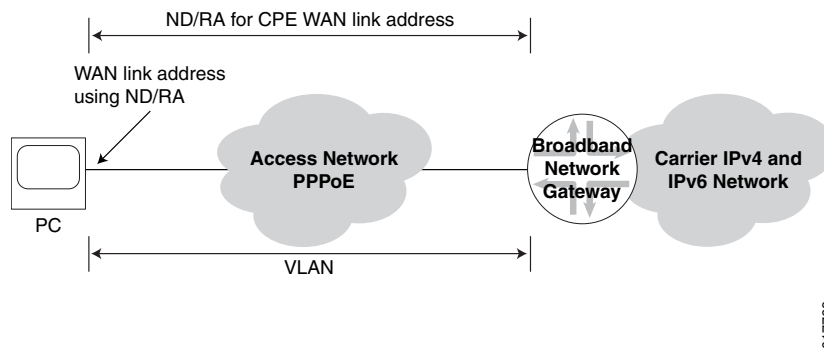 ND/RA for CPE WAN link address
WAN link address
using ND/RA
Access Network
PPPoE
Broadband
Network
Gateway
Carrier IPv4 and
IPv6 Network
PC
VLAN